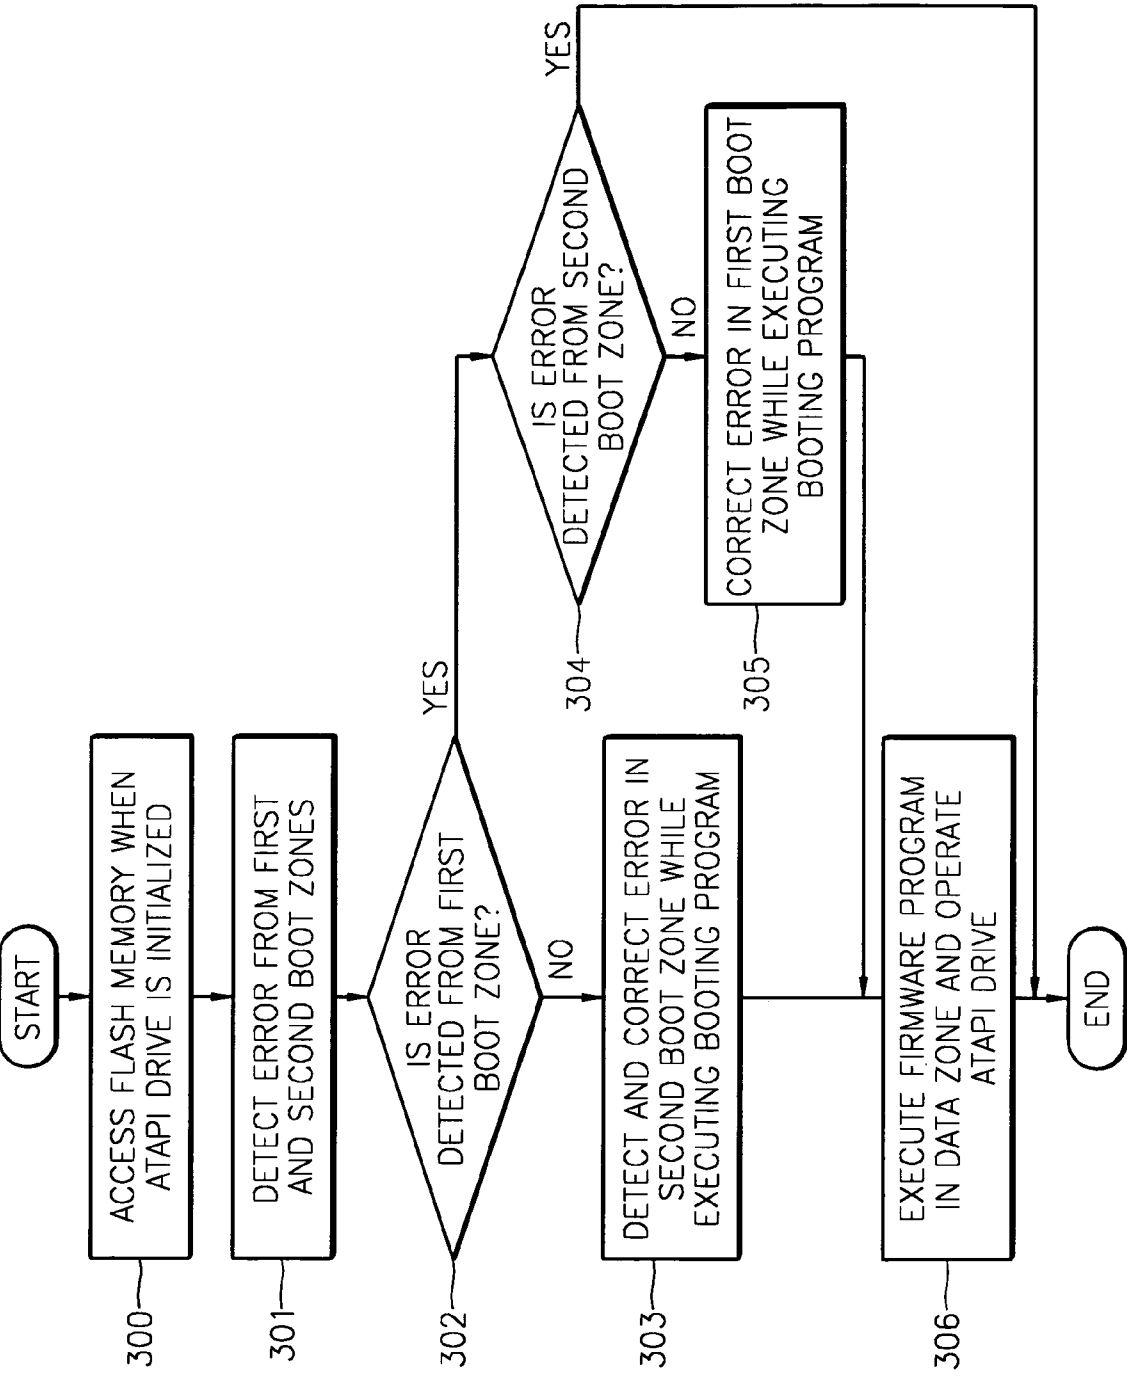 START
300
ACCESS FLASH MEMORY WHEN
ATAPI DRIVE IS INITIALIZED
301
DETECT ERROR FROM FIRST
AND SECOND BOOT ZONES
302
IS ERROR
DETECTED FROM FIRST
BOOT ZONE?
YES
NO
304
IS ERROR
DETECTED FROM SECOND
BOOT ZONE?
YES
NO
303
DETECT AND CORRECT ERROR IN
SECOND BOOT ZONE WHILE
EXECUTING BOOTING PROGRAM
305
CORRECT ERROR IN FIRST BOOT
ZONE WHILE EXECUTING
BOOTING PROGRAM
306
EXECUTE FIRMWARE PROGRAM
IN DATA ZONE AND OPERATE
ATAPI DRIVE
END